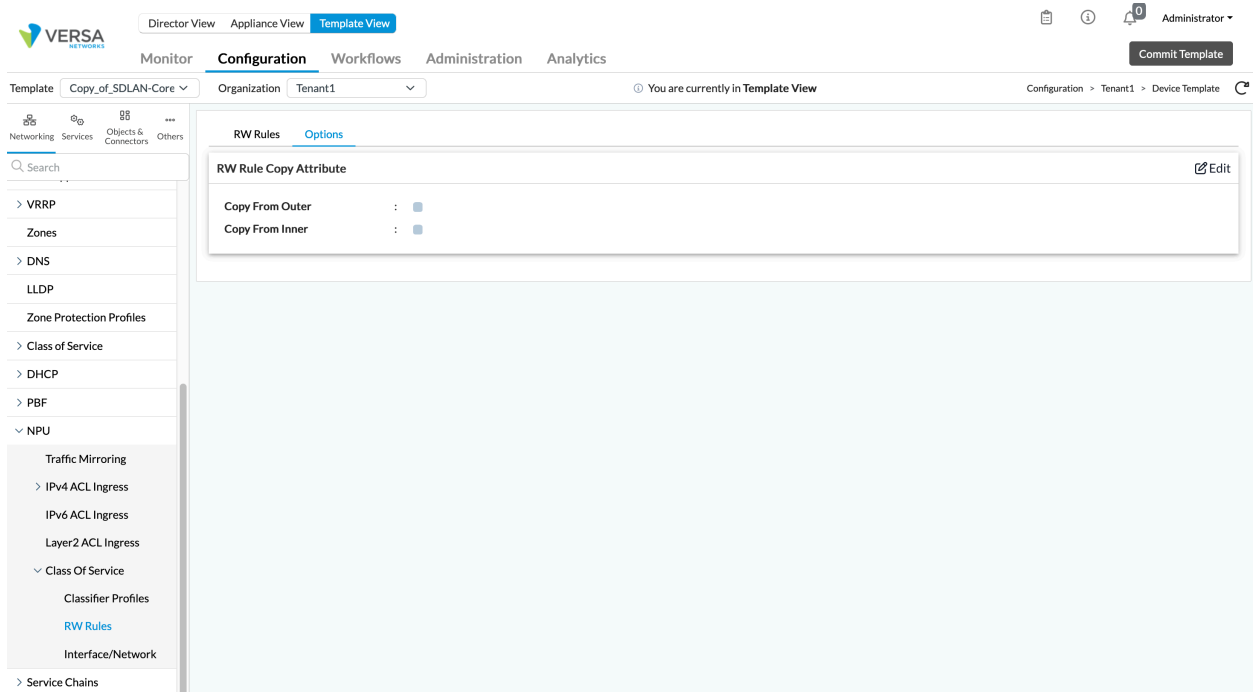 VERSA
NETWORKS
Director View Appliance View Template View
0
Administrator
Monitor Configuration Workflows Administration Analytics
Commit Template
Template Copy_of_SDLAN-Core Organization Tenant1
You are currently in Template View
Configuration > Tenant1 > Device Template
Networking Services Objects & Connectors Others
Search
RW Rules Options
RW Rule Copy Attribute
Edit
Copy From Outer :
Copy From Inner :
VRRP
Zones
DNS
LLDP
Zone Protection Profiles
Class of Service
DHCP
PBF
NPU
Traffic Mirroring
IPv4 ACL Ingress
IPv6 ACL Ingress
Layer2 ACL Ingress
Class Of Service
Classifier Profiles
RW Rules
Interface/Network
Service Chains